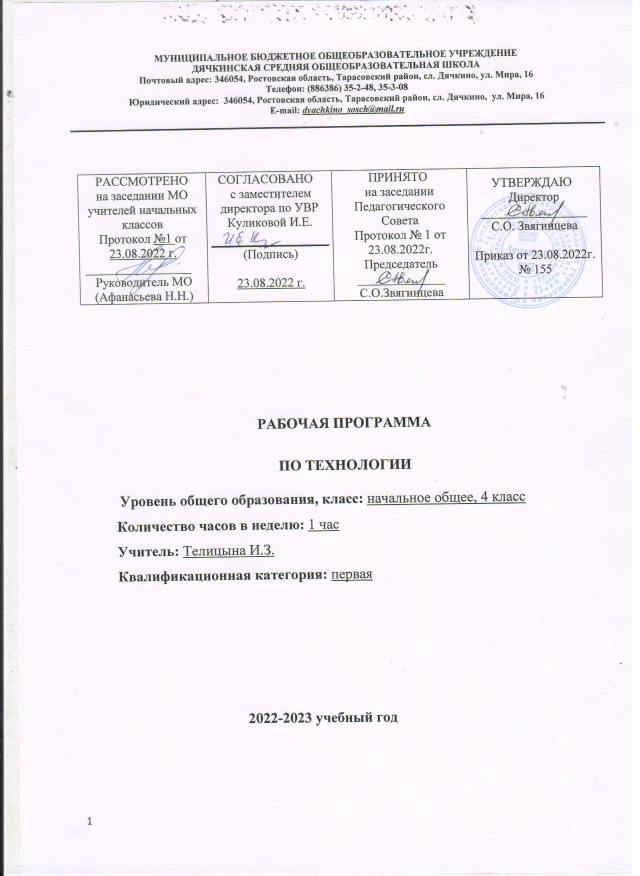 МУНИЦИПАЛЬНОЕ БЮДЖЕТНОЕ ОБЩЕОБРАЗОВАТЕЛЬНОЕ УЧРЕЖДЕНИЕ
ДЯЧКИНСКАЯ СРЕДНЯЯ ОБЩЕОБРАЗОВАТЕЛЬНАЯ ШКОЛА
Почтовый адрес: 346054, Ростовская область, Тарасовский район, сл. Дячкино, ул. Мира, 16
Телефон: (886386) 35-2-48, 35-3-08
Юридический адрес: 346054, Ростовская область, Тарасовский район, сл. Дячкино, ул. Мира, 16
E-mail: dyachkino_sosch@mail.ru
РАССМОТРЕНО
на заседании МО
учителей начальных
классов
Протокол №1 от
23.08.2022 г.
Руководитель МО
(Афанасьева Н.Н.)
СОГЛАСОВАНО
с заместителем
директора по УВР
Куликовой И.Е.
(Подпись)
23.08.2022 г.
ПРИНЯТО
на заседании
Педагогического
Совета
Протокол № 1 от
23.08.2022г.
Председатель
С.О.Звягинцева
УТВЕРЖДАЮ
Директор
С.О. Звягинцева
Приказ от 23.08.2022г.
№ 155
РАБОЧАЯ ПРОГРАММА
ПО ТЕХНОЛОГИИ
Уровень общего образования, класс: начальное общее, 4 класс
Количество часов в неделю: 1 час
Учитель: Телицына И.З.
Квалификационная категория: первая
2022-2023 учебный год
1